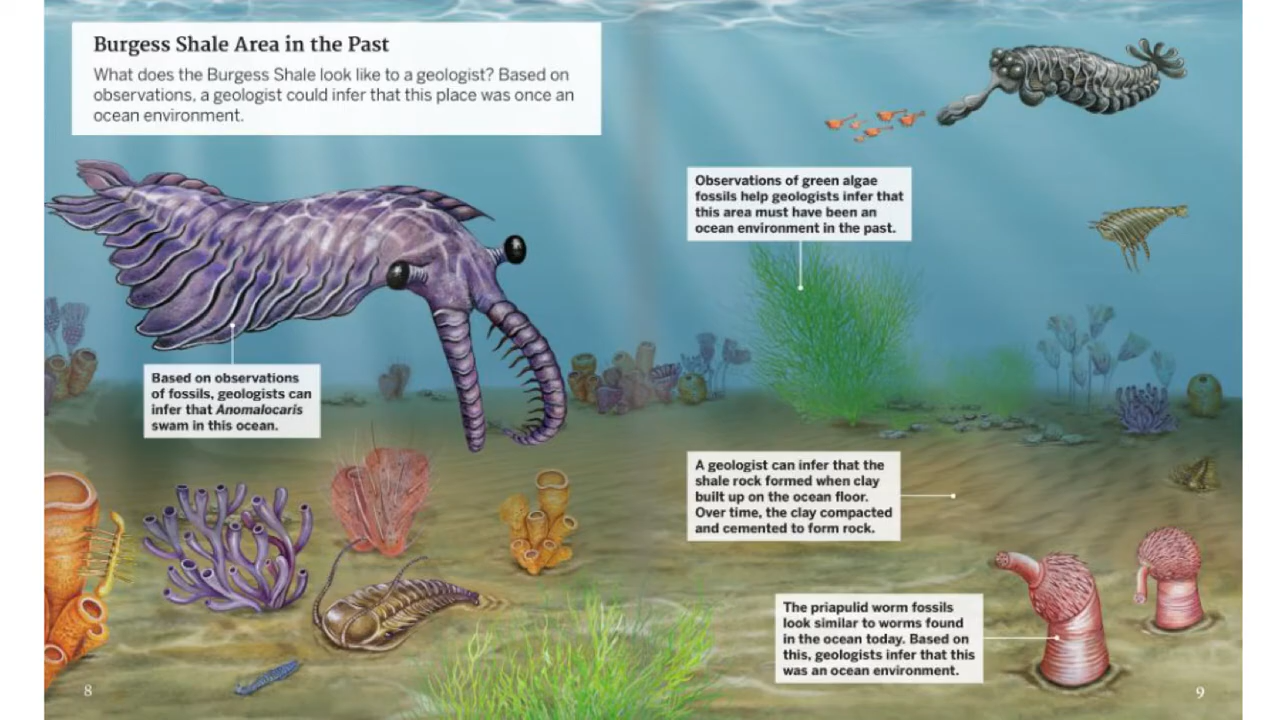 Burgess Shale Area in the Past
What does the Burgess Shale look like to a geologist? Based on
observations, a geologist could infer that this place was once an
ocean environment.
Based on observations
of fossils, geologists can
infer that Anomalocaris
swam in this ocean.
8
Observations of green algae
fossils help geologists infer that
this area must have been an
ocean environment in the past.
A geologist can infer that the
shale rock formed when clay
built up on the ocean floor.
Over time, the clay compacted
and cemented to form rock.
The priapulid worm fossils
look similar to worms found
in the ocean today. Based on
this, geologists infer that this
was an ocean environment.
9